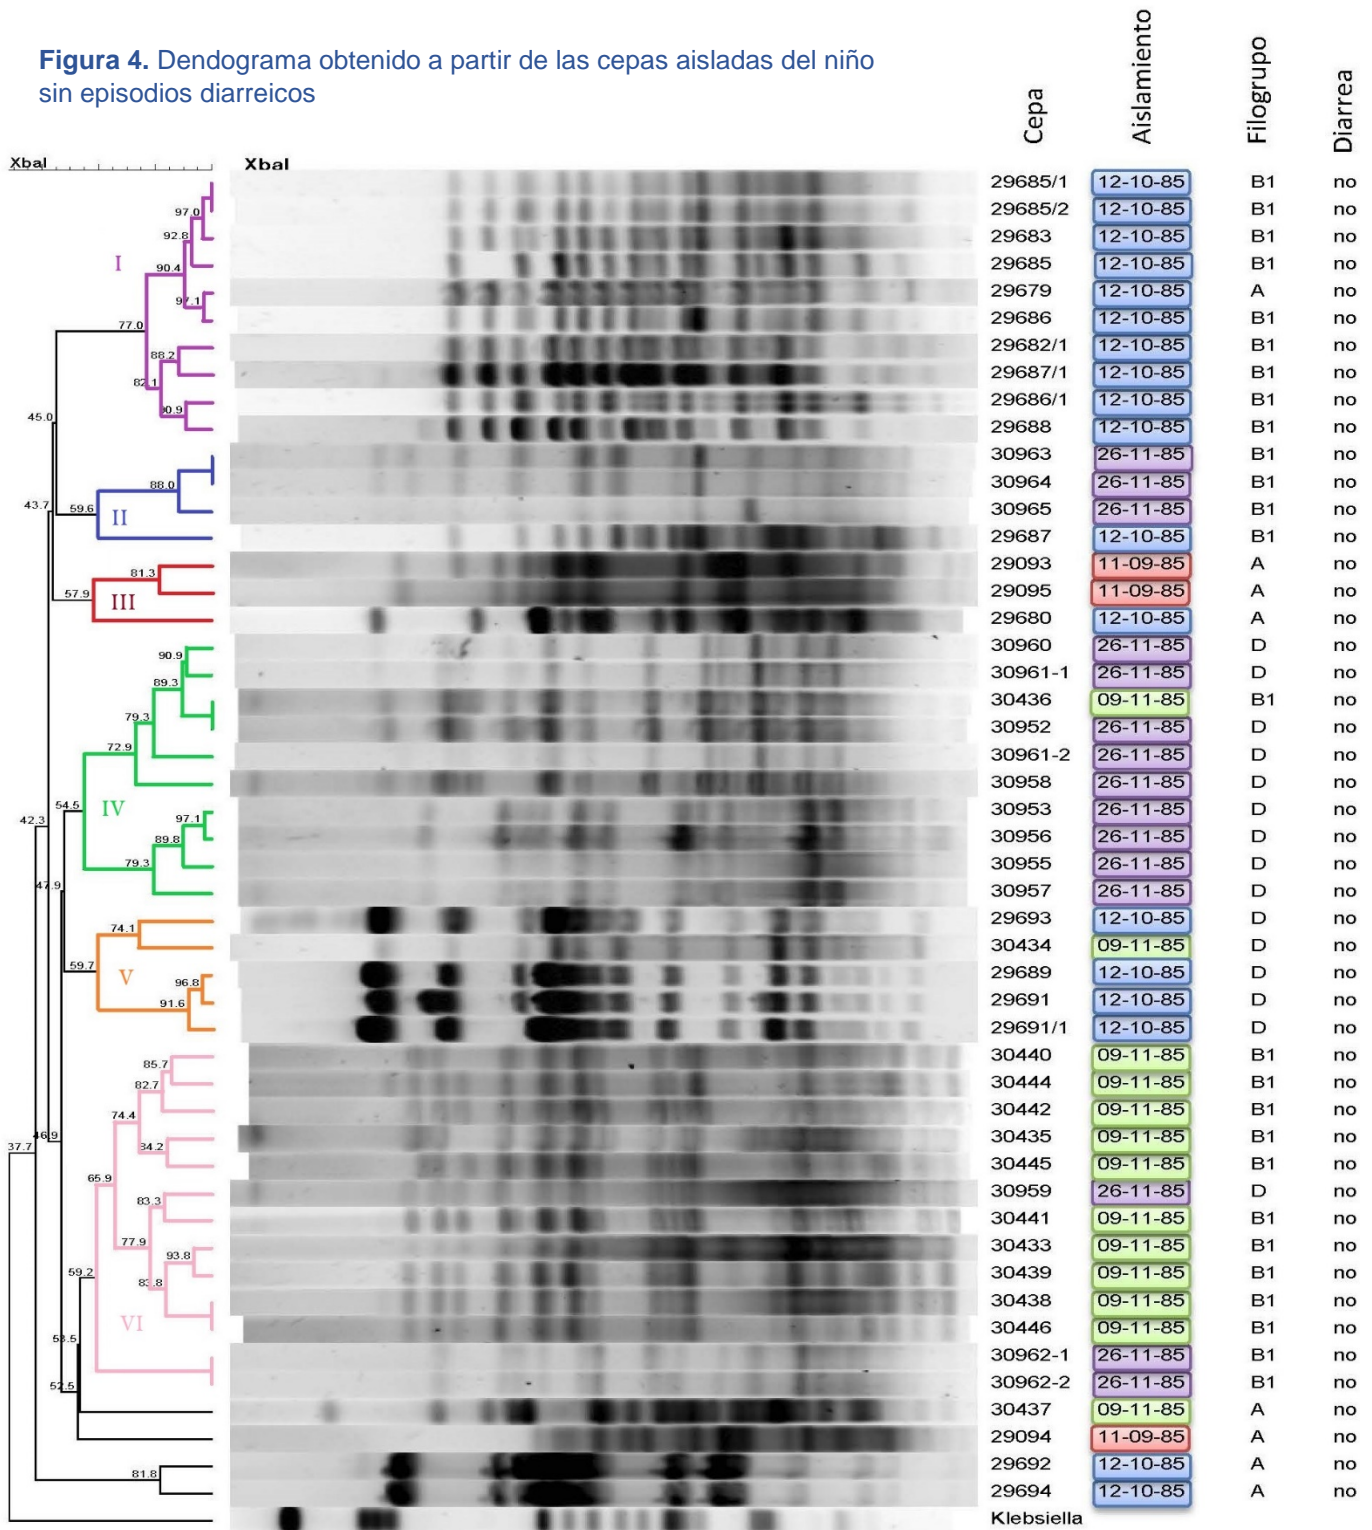 Figura 4. Dendograma obtenido a partir de las cepas aisladas del niño
sin episodios diarreicos
Cepa Aislamiento Filogrupo Diarrea
XbaI XbaI
29685/1 12-10-85 B1 no
97.0 29685/2 12-10-85 B1 no
92.8 29683 12-10-85 B1 no
I 90.4 29685 12-10-85 B1 no
97.1 29679 12-10-85 A no
77.0 29686 12-10-85 B1 no
88.2 29682/1 12-10-85 B1 no
82.1 29687/1 12-10-85 B1 no
90.9 29686/1 12-10-85 B1 no
45.0 29688 12-10-85 B1 no
30963 26-11-85 B1 no
88.0 30964 26-11-85 B1 no
43.7 59.6 II 30965 26-11-85 B1 no
29687 12-10-85 B1 no
81.3 29093 11-09-85 A no
57.9 III 29095 11-09-85 A no
29680 12-10-85 A no
90.9 30960 26-11-85 D no
89.3 30961-1 26-11-85 D no
79.3 30436 09-11-85 B1 no
72.9 30952 26-11-85 D no
30961-2 26-11-85 D no
54.5 IV 30958 26-11-85 D no
42.3 97.1 30953 26-11-85 D no
89.8 30956 26-11-85 D no
79.3 30955 26-11-85 D no
47.9 30957 26-11-85 D no
74.1 29693 12-10-85 D no
59.7 V 30434 09-11-85 D no
96.8 29689 12-10-85 D no
91.6 29691 12-10-85 D no
29691/1 12-10-85 D no
85.7 30440 09-11-85 B1 no
82.7 30444 09-11-85 B1 no
74.4 30442 09-11-85 B1 no
37.7 46.9 84.2 30435 09-11-85 B1 no
65.9 30445 09-11-85 B1 no
83.3 30959 26-11-85 D no
77.9 30441 09-11-85 B1 no
93.8 30433 09-11-85 B1 no
59.2 83.8 30439 09-11-85 B1 no
VI 30438 09-11-85 B1 no
53.5 30446 09-11-85 B1 no
30962-1 26-11-85 B1 no
52.5 30962-2 26-11-85 B1 no
30437 09-11-85 A no
29094 11-09-85 A no
81.8 29692 12-10-85 A no
29694 12-10-85 A no
Klebsiella